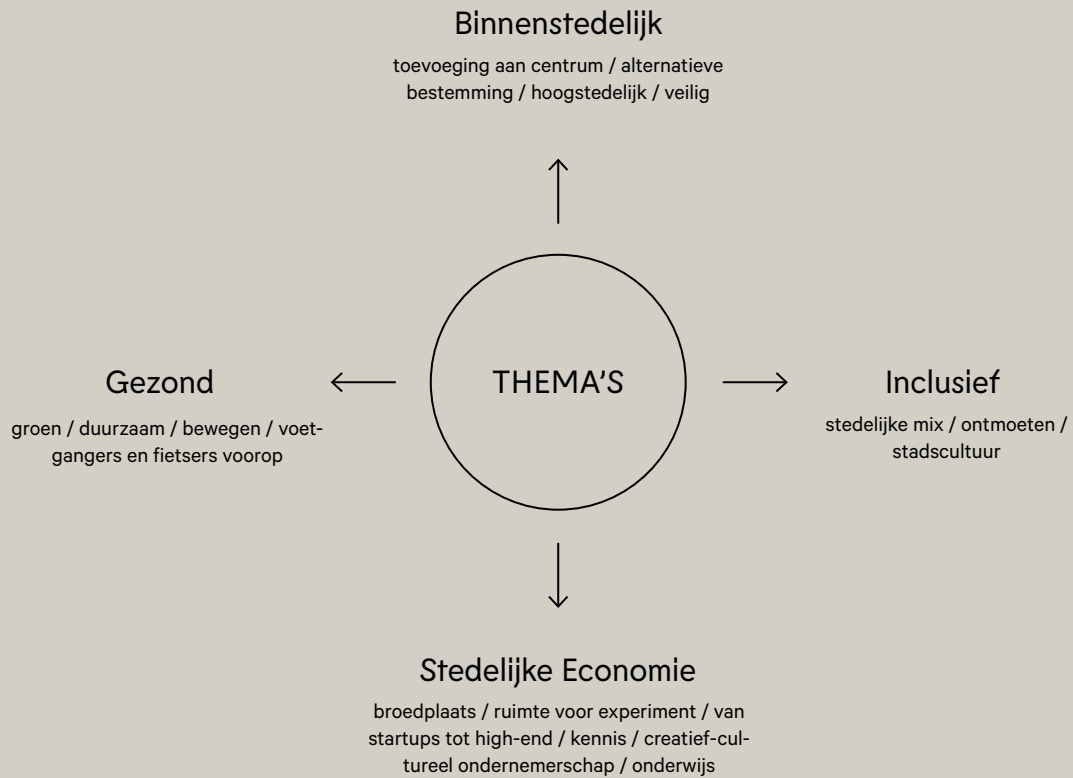 Binnenstedelijk
toevoeging aan centrum / alternatieve
bestemming / hoogstedelijk / veilig
Gezond
groen / duurzaam / bewegen / voet-
gangers en fietsers voorop
THEMA'S
Inclusief
stedelijke mix / ontmoeten /
stadscultuur
Stedelijke Economie
broedplaats / ruimte voor experiment / van
startups tot high-end / kennis / creatief-cul-
tureel ondernemerschap / onderwijs